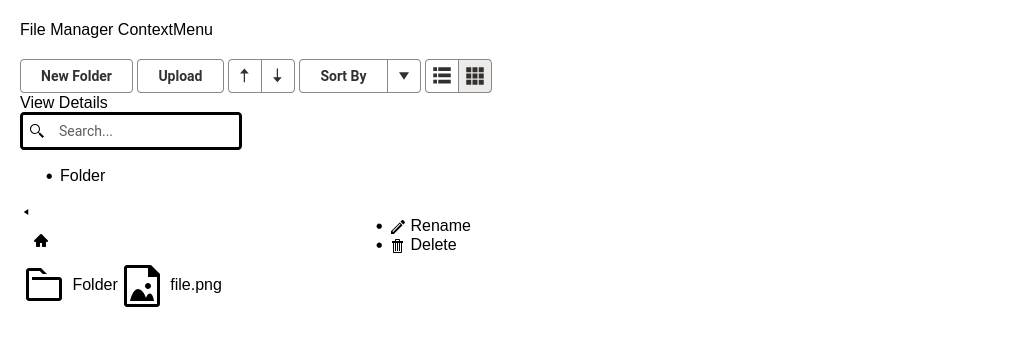 File Manager ContextMenu
New Folder Upload Sort By
View Details
Search...
Folder
Rename
Delete
Folder file.png